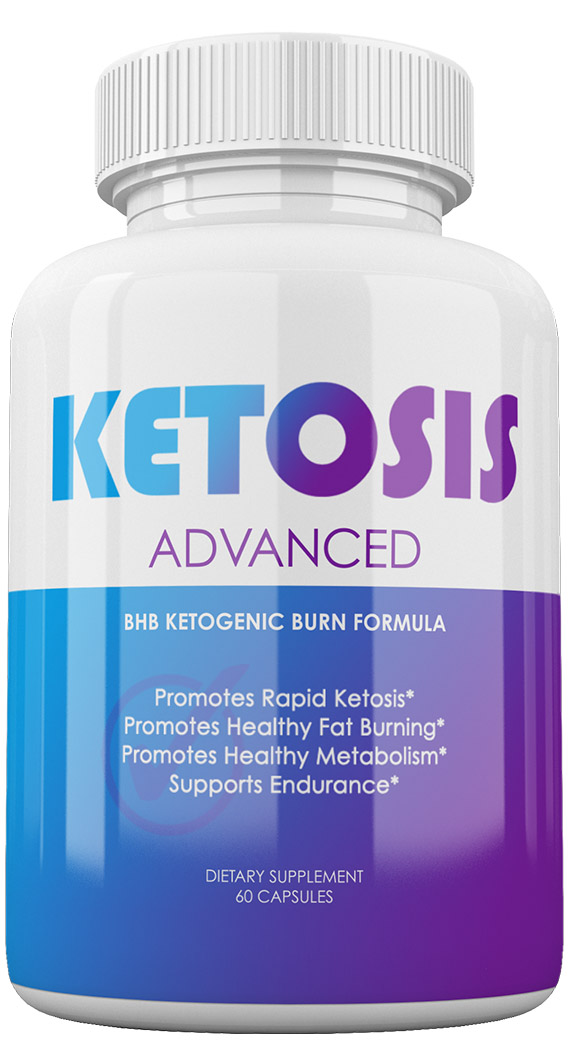 KETOSIS
ADVANCED
BHB KETOGENIC BURN FORMULA
Promotes Rapid Ketosis*
Promotes Healthy Fat Burning*
Promotes Healthy Metabolism*
Supports Endurance*
DIETARY SUPPLEMENT
60 CAPSULES